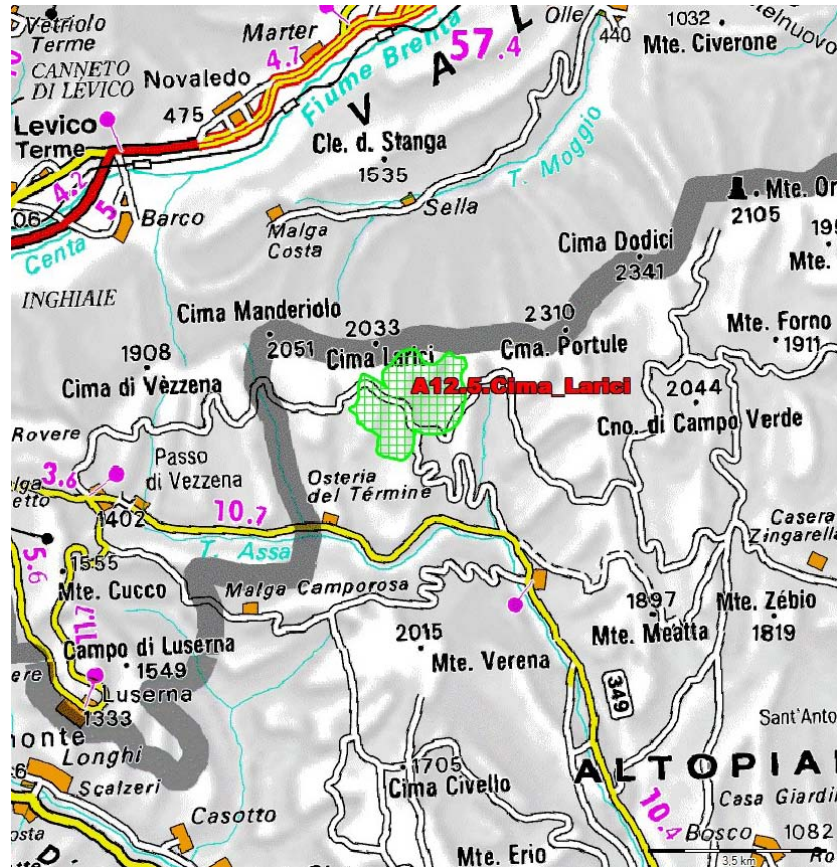 Vetriolo
Terme
CANNETO
DI LÉVICO
Marter
4.7
Novaledo
475
Levico
Terme
4.2
5
Barco
Centa
INGHIAIE
Fiume Brenta
57.4
V A L
Olle
440
1032
Mte. Civerone
Cle. d. Stanga
1535
T. Moggio
Sella
Malga
Costa
Mte. Or
2105
Cima Dodici
2341
Cima Manderiolo
2051
2033
Cima Larici
2310
Cma. Portule
Mte. Forno
1911
1908
Cima di Vèzzena
A12.5.Cima_Larici
2044
Cno. di Campo Verde
Rovere
3.6
Passo
di Vezzena
1402
10.7
Osteria
del Término
T. Assa
Casera
Zingarella
5.6
1555
Mte. Cucco
11.7
Malga Camporosa
Campo di Luserna
1549
Luserna
1333
2015
Mte. Verena
1897
Mte. Meatta
Mte. Zébio
1819
349
Sant'Anto
Longhi
Scalzeri
Casotto
1705
Cima Civello
ALTOPIA
Casa Giardi
10.4
Bosco
1082
Mte. Erio
3.5 km